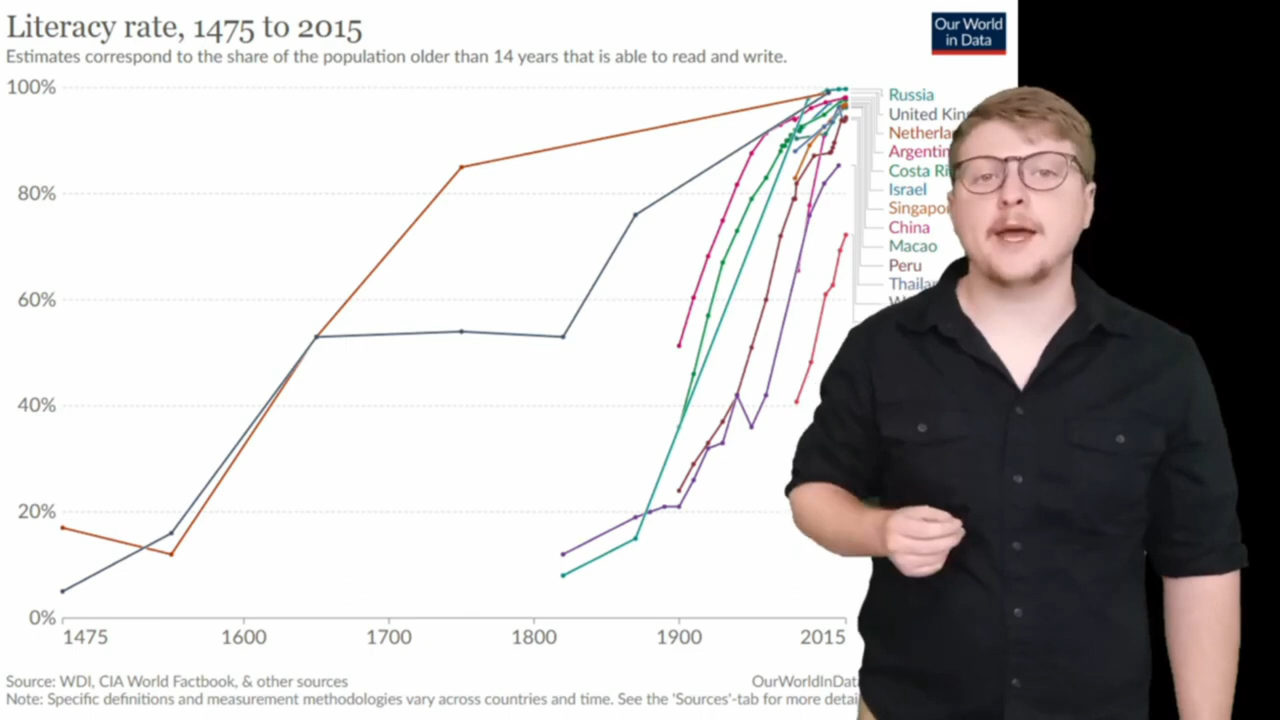 Literacy rate, 1475 to 2015
Our World
in Data
Estimates correspond to the share of the population older than 14 years that is able to read and write.
100%
80%
60%
40%
20%
0%
Russia
United
Israel
China
Macao
Peru
1475
1600
1700
1800
1900
2015
Source: WDI, CIA World Factbook, & other sources
Note: Specific definitions and measurement methodologies vary across countries and time. See the 'Sources'-tab for more